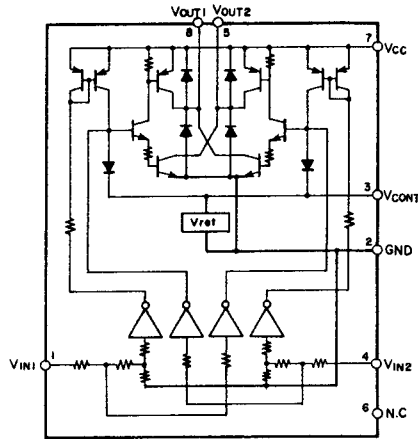 VOUT1 VOUT2
8 5
7 VCC
3 VCONT
Vref
2 GND
VIN1 1
4 VIN2
6 N.C